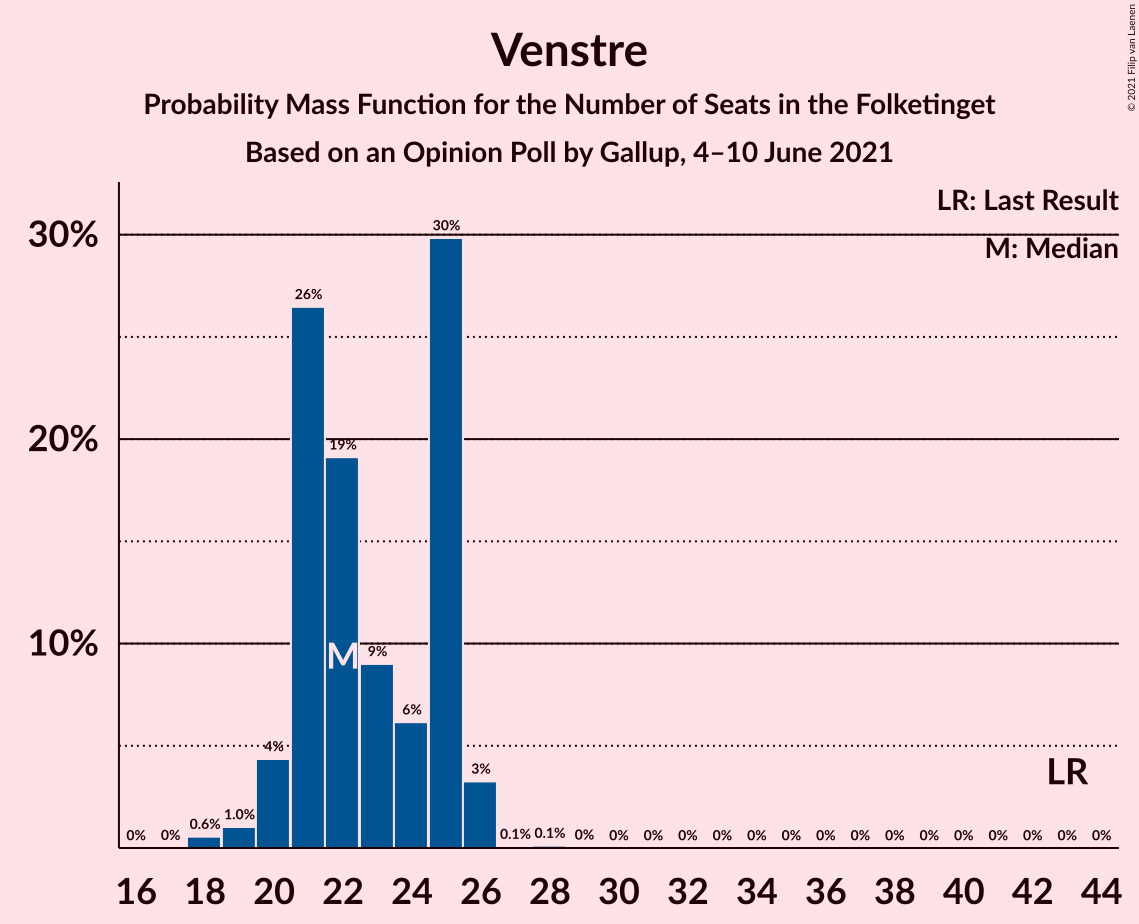 Venstre
Probability Mass Function for the Number of Seats in the Folketinget
Based on an Opinion Poll by Gallup, 4–10 June 2021
© 2021 Filip van Laenen
LR: Last Result
M: Median
30%
20%
10%
0% 0% 0.6% 1.0% 4% 26% 19% 9% 6% 30% 3% 0.1% 0.1% 0% 0% 0% 0% 0% 0% 0% 0% 0% 0% 0% 0% 0% 0% 0% 0%
M
LR
16 18 20 22 24 26 28 30 32 34 36 38 40 42 44